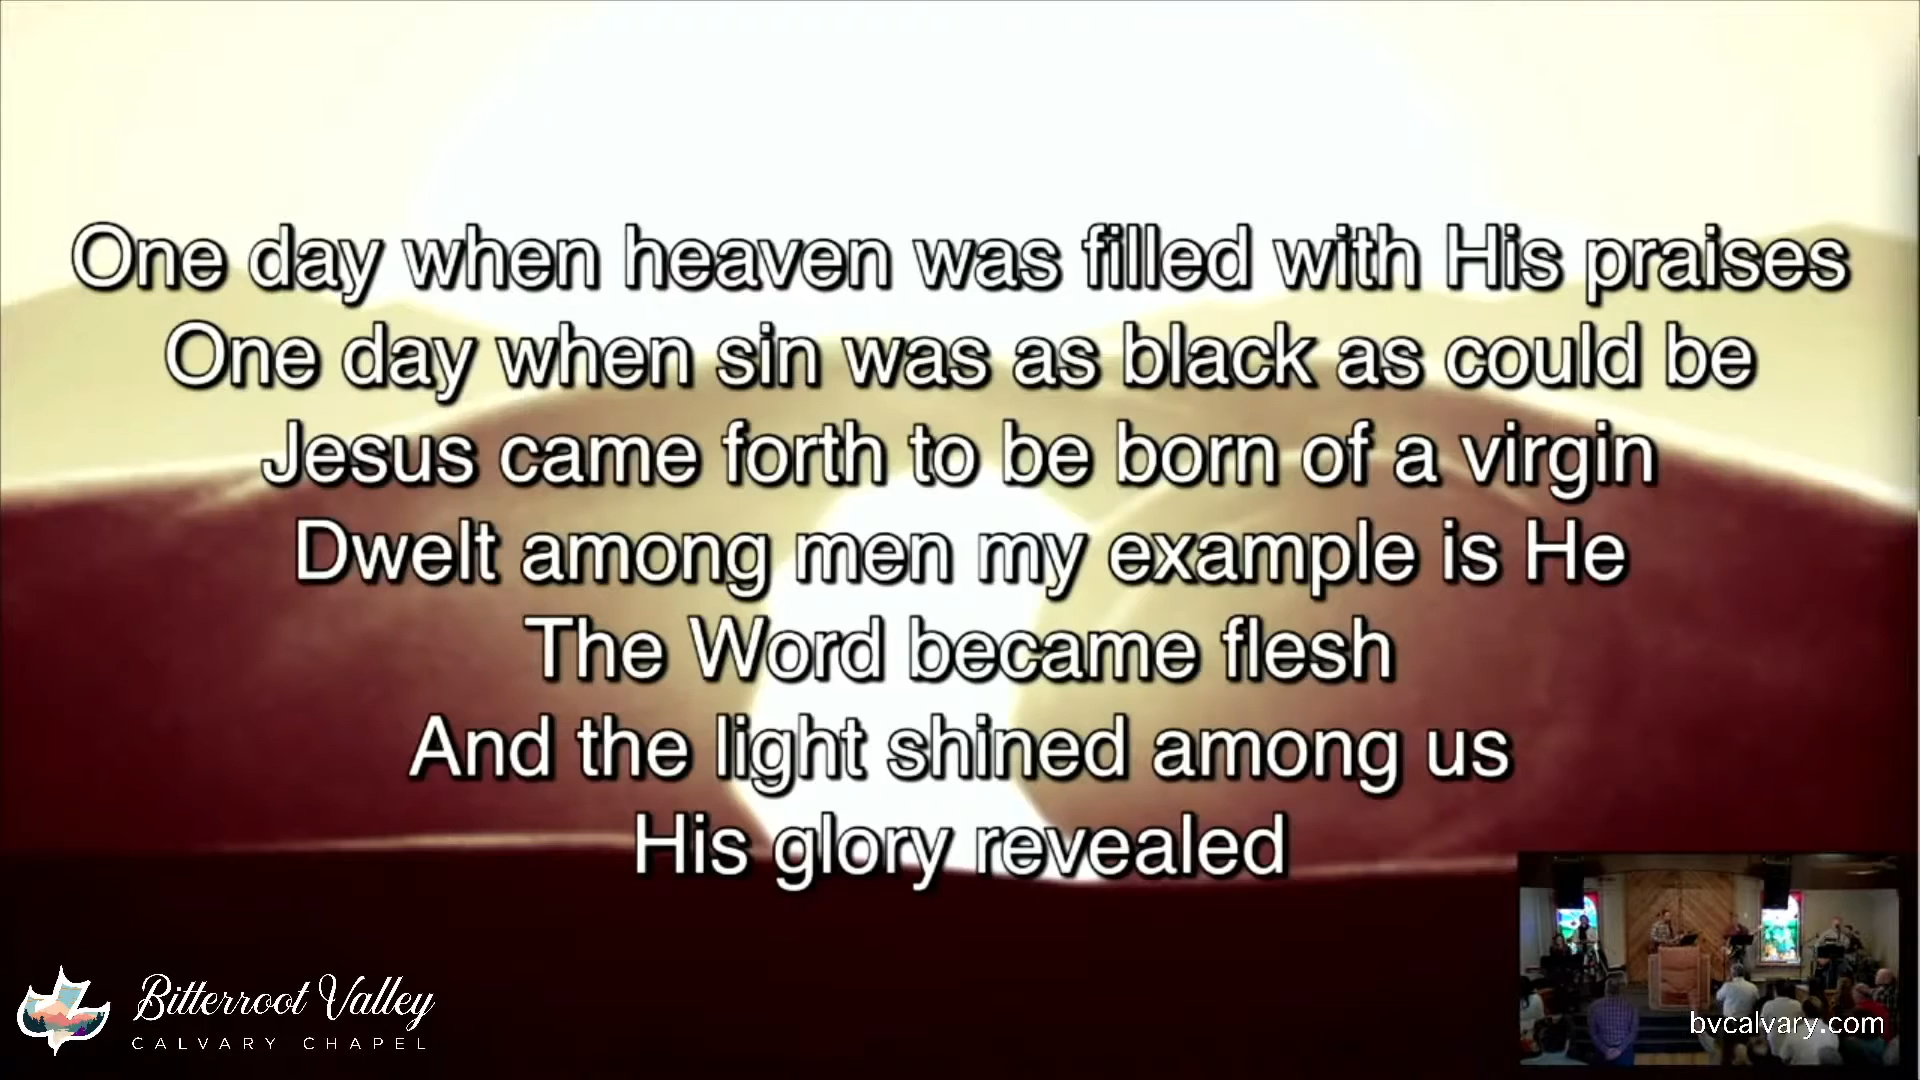 One day when heaven was filled with His praises
One day when sin was as black as could be
Jesus came forth to be born of a virgin
Dwelt among men my example is He
The Word became flesh
And the light shined among us
His glory revealed
Bitterroot Valley
CALVARY CHAPEL
bvcalvary.com